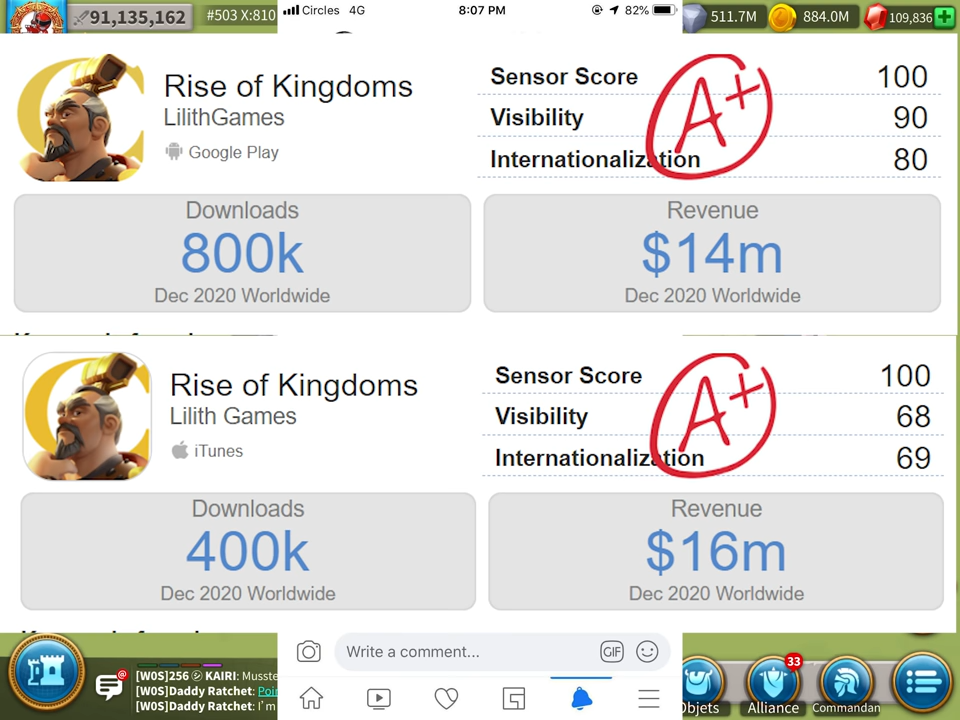 91,135,162
#503 X:810
Circles 4G
8:07 PM
82%
511.7M
884.0M
109,836
Rise of Kingdoms
LilithGames
Google Play
Sensor Score 100
Visibility 90
Internationalization 80
A++
Downloads
800k
Dec 2020 Worldwide
Revenue
$14m
Dec 2020 Worldwide
Rise of Kingdoms
Lilith Games
iTunes
Sensor Score 100
Visibility 68
Internationalization 69
A++
Downloads
400k
Dec 2020 Worldwide
Revenue
$16m
Dec 2020 Worldwide
[W0S]256 KAIRI: Musste
[W0S]Daddy Ratchet: Poin
[W0S]Daddy Ratchet: I'm
Write a comment...
GIF
33
Objets
Alliance
Commandan